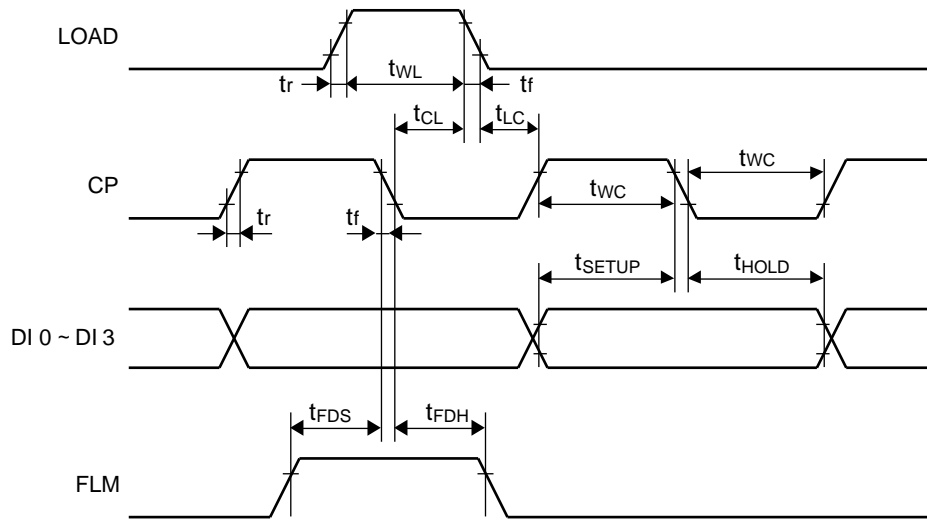 LOAD
tr
tWL
tf
tCL
tLC
CP
tr
tf
tWC
tWC
tSETUP
tHOLD
DI 0 ~ DI 3
tFDS
tFDH
FLM